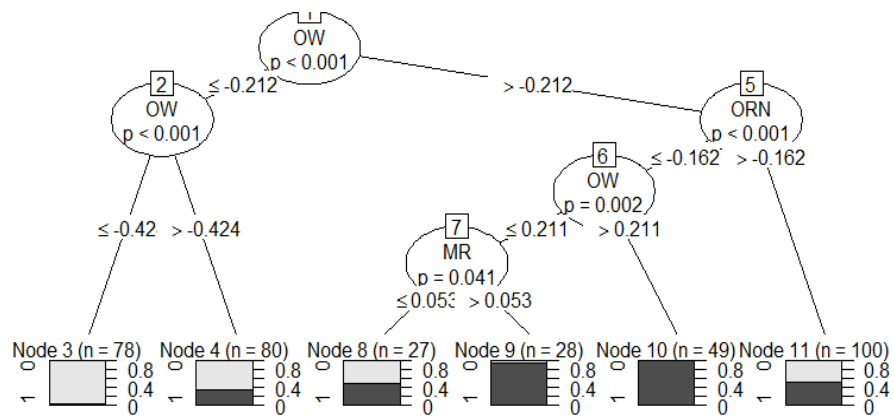 1
OW
p < 0.001
≤ -0.212
> -0.212
2
OW
p < 0.001
5
ORN
p < 0.001
≤ -0.162
> -0.162
6
OW
p = 0.002
≤ 0.211
> 0.211
7
MR
p = 0.041
≤ -0.42
> -0.424
≤ 0.053
> 0.053
Node 3 (n = 78)
Node 4 (n = 80)
Node 8 (n = 27)
Node 9 (n = 28)
Node 10 (n = 49)
Node 11 (n = 100)
1 0
0 0.4 0.8
1 0
0 0.4 0.8
1 0
0 0.4 0.8
1 0
0 0.4 0.8
1 0
0 0.4 0.8
1 0
0 0.4 0.8